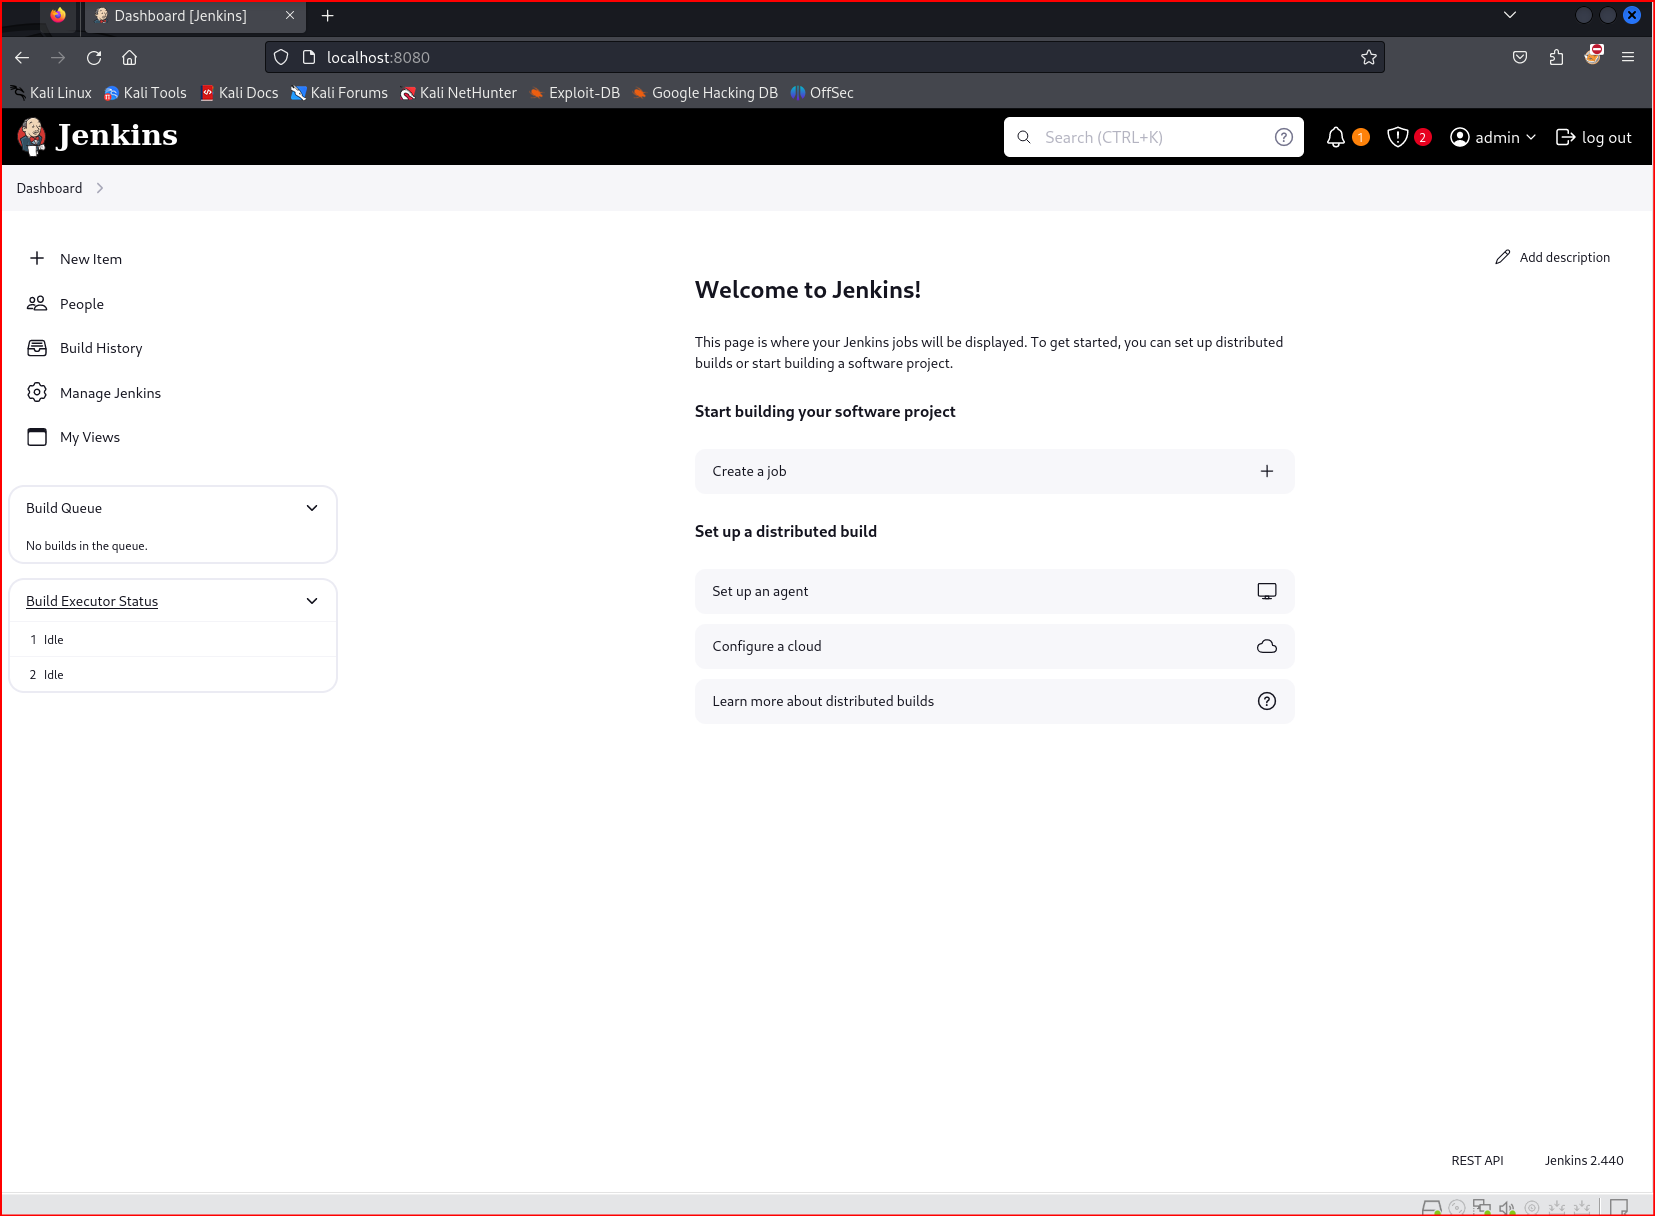 Dashboard [Jenkins]
localhost:8080
Kali Linux Kali Tools Kali Docs Kali Forums Kali NetHunter Exploit-DB Google Hacking DB OffSec
Jenkins Search (CTRL+K) 1 2 admin log out
Dashboard
New Item
People
Build History
Manage Jenkins
My Views
Build Queue
No builds in the queue.
Build Executor Status
1 Idle
2 Idle
Add description
Welcome to Jenkins!
This page is where your Jenkins jobs will be displayed. To get started, you can set up distributed
builds or start building a software project.
Start building your software project
Create a job
Set up a distributed build
Set up an agent
Configure a cloud
Learn more about distributed builds
REST API Jenkins 2.440